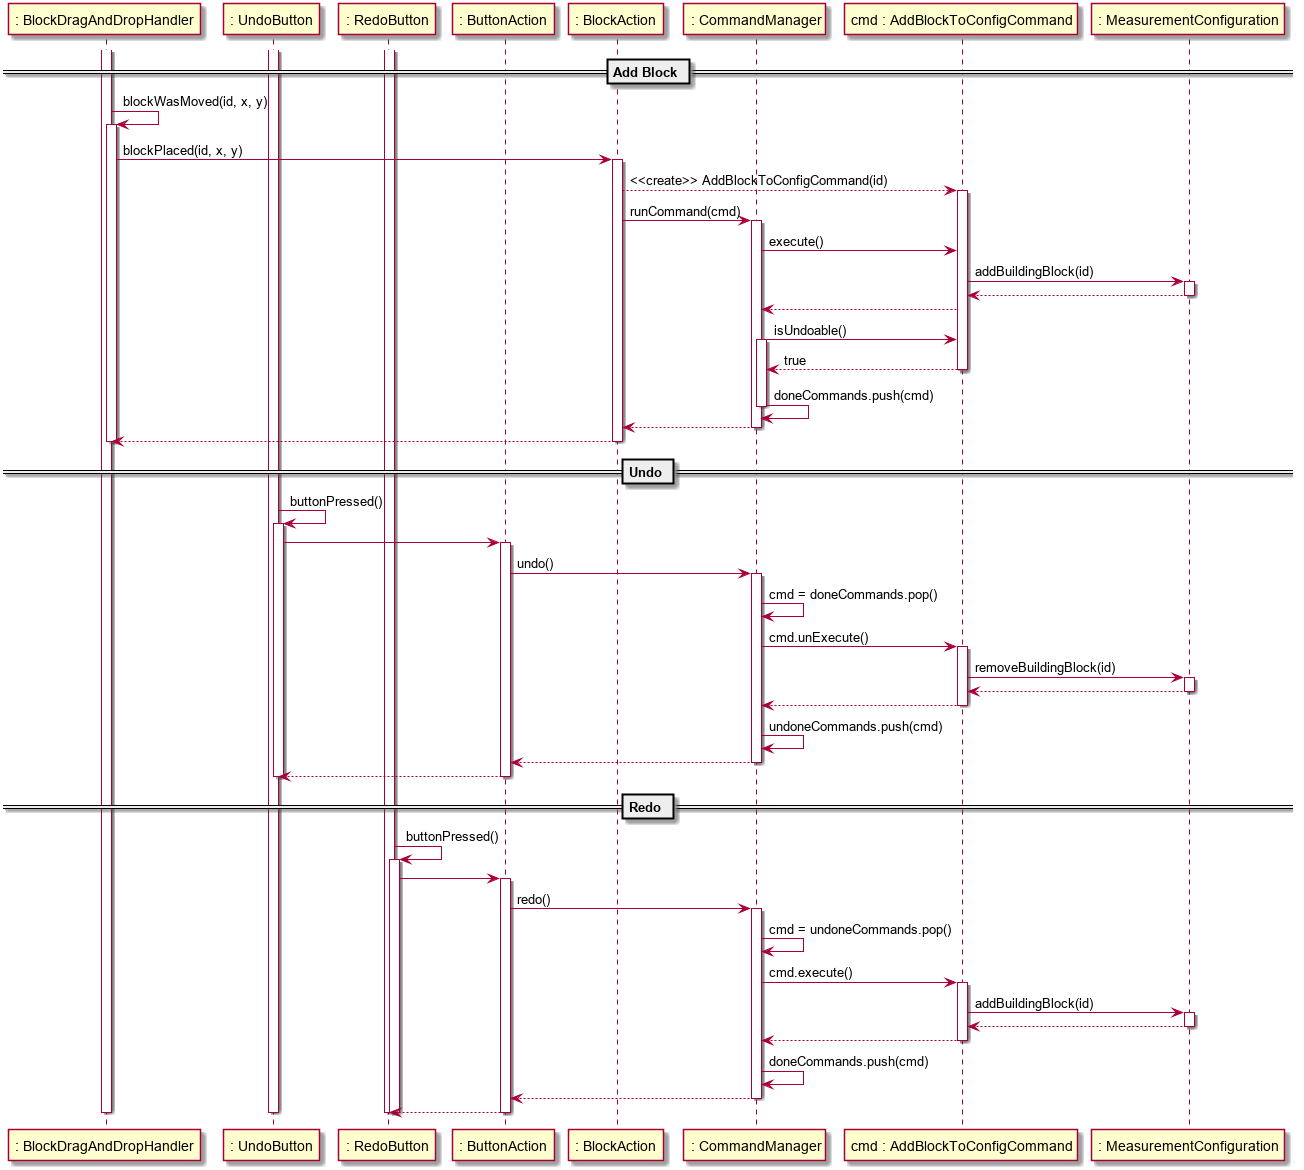 : BlockDragAndDropHandler
: UndoButton
: RedoButton
: ButtonAction
: BlockAction
: CommandManager
cmd : AddBlockToConfigCommand
: MeasurementConfiguration
Add Block
blockWasMoved(id, x, y)
blockPlaced(id, x, y)
<<create>> AddBlockToConfigCommand(id)
runCommand(cmd)
execute()
addBuildingBlock(id)
isUndoable()
true
doneCommands.push(cmd)
Undo
buttonPressed()
undo()
cmd = doneCommands.pop()
cmd.unExecute()
removeBuildingBlock(id)
undoneCommands.push(cmd)
Redo
buttonPressed()
redo()
cmd = undoneCommands.pop()
cmd.execute()
addBuildingBlock(id)
doneCommands.push(cmd)
: BlockDragAndDropHandler
: UndoButton
: RedoButton
: ButtonAction
: BlockAction
: CommandManager
cmd : AddBlockToConfigCommand
: MeasurementConfiguration